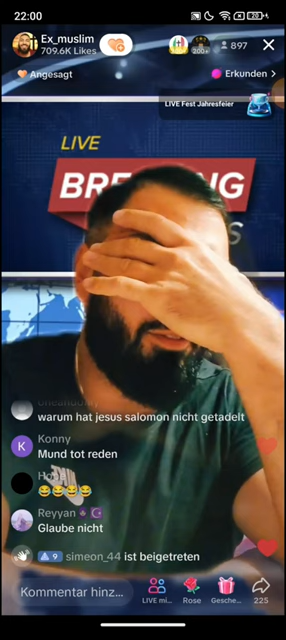 22:00
20
Ex_muslim
709.6K Likes
200+
897
Angesagt
Erkunden >
LIVE Fest Jahresfeier
LIVE
BREAKING
S
warum hat jesus salomon nicht getadelt
K
Konny
Mund tot reden
😂😂😂😂
Reyyan
Glaube nicht
9 simeon_44 ist beigetreten
Kommentar hinz...
LIVE mi...
Rose
Gesche...
225